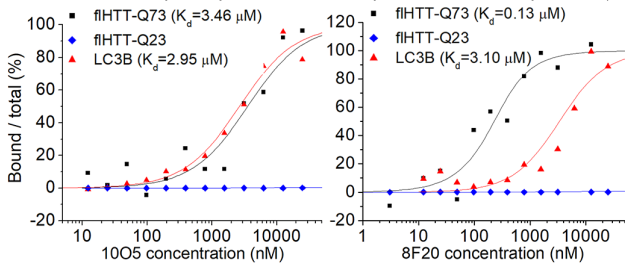 flHTT-Q73 (Kd=3.46 μM)
flHTT-Q23
LC3B (Kd=2.95 μM)
Bound / total (%)
100
80
60
40
20
0
-20
10
100
1000
10000
10O5 concentration (nM)
flHTT-Q73 (Kd=0.13 μM)
flHTT-Q23
LC3B (Kd=3.10 μM)
120
100
80
60
40
20
0
-20
1
10
100
1000
10000
8F20 concentration (nM)